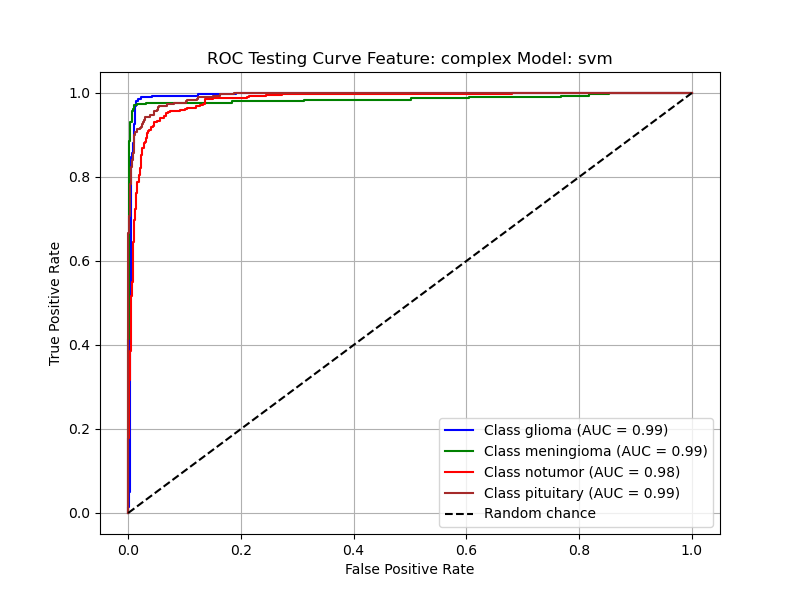 ROC Testing Curve Feature: complex Model: svm
True Positive Rate
1.0
0.8
0.6
0.4
0.2
0.0
Class glioma (AUC = 0.99)
Class meningioma (AUC = 0.99)
Class notumor (AUC = 0.98)
Class pituitary (AUC = 0.99)
Random chance
0.0 0.2 0.4 0.6 0.8 1.0
False Positive Rate